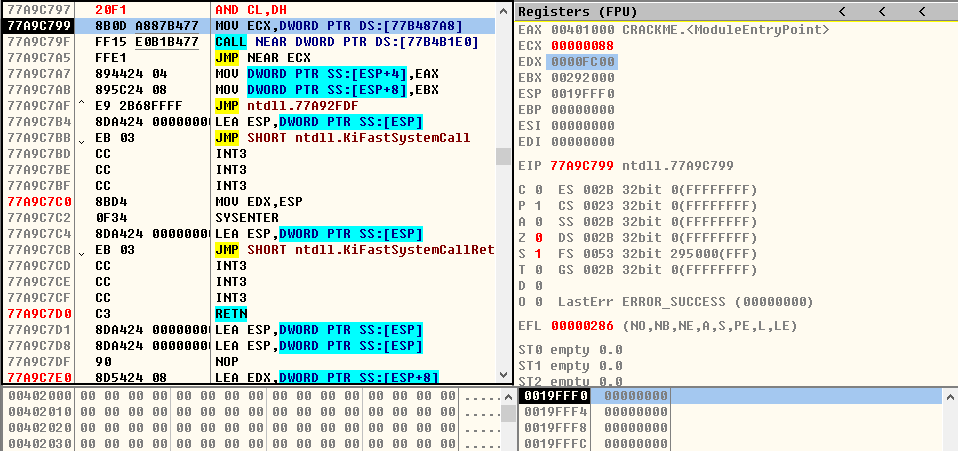 77A9C797 20F1 AND CL,DH
77A9C799 8B0D A887B477 MOV ECX,DWORD PTR DS:[77B487A8]
77A9C79F FF15 E0B1B477 CALL NEAR DWORD PTR DS:[77B4B1E0]
77A9C7A5 FFE1 JMP NEAR ECX
77A9C7A7 894424 04 MOV DWORD PTR SS:[ESP+4],EAX
77A9C7AB 895C24 08 MOV DWORD PTR SS:[ESP+8],EBX
77A9C7AF ^ E9 2B68FFFF JMP ntdll.77A92FDF
77A9C7B4 8DA424 00000000 LEA ESP,DWORD PTR SS:[ESP]
77A9C7BB EB 03 JMP SHORT ntdll.KiFastSystemCall
77A9C7BD CC INT3
77A9C7BE CC INT3
77A9C7BF CC INT3
77A9C7C0 8BD4 MOV EDX,ESP
77A9C7C2 0F34 SYSENTER
77A9C7C4 8DA424 00000000 LEA ESP,DWORD PTR SS:[ESP]
77A9C7CB EB 03 JMP SHORT ntdll.KiFastSystemCallRet
77A9C7CD CC INT3
77A9C7CE CC INT3
77A9C7CF CC INT3
77A9C7D0 C3 RETN
77A9C7D1 8DA424 00000000 LEA ESP,DWORD PTR SS:[ESP]
77A9C7D8 8DA424 00000000 LEA ESP,DWORD PTR SS:[ESP]
77A9C7DF 90 NOP
77A9C7E0 8D5424 08 LEA EDX,DWORD PTR SS:[ESP+8]
Registers (FPU) < < <
EAX 00401000 CRACKME.<ModuleEntryPoint>
ECX 00000088
EDX 0000FC00
EBX 00292000
ESP 0019FFF0
EBP 00000000
ESI 00000000
EDI 00000000
EIP 77A9C799 ntdll.77A9C799
C 0 ES 002B 32bit 0(FFFFFFFF)
P 1 CS 0023 32bit 0(FFFFFFFF)
A 0 SS 002B 32bit 0(FFFFFFFF)
Z 0 DS 002B 32bit 0(FFFFFFFF)
S 1 FS 0053 32bit 295000(FFF)
T 0 GS 002B 32bit 0(FFFFFFFF)
D 0
O 0 LastErr ERROR_SUCCESS (00000000)
EFL 00000286 (NO,NB,NE,A,S,PE,L,LE)
ST0 empty 0.0
ST1 empty 0.0
ST2 empty 0.0
00402000 00 00 00 00 00 00 00 00 00 00 00 00 00 00 00 00 .....
00402010 00 00 00 00 00 00 00 00 00 00 00 00 00 00 00 00 .....
00402020 00 00 00 00 00 00 00 00 00 00 00 00 00 00 00 00 .....
00402030 00 00 00 00 00 00 00 00 00 00 00 00 00 00 00 00 .....
0019FFF0 00000000
0019FFF4 00000000
0019FFF8 00000000
0019FFFC 00000000